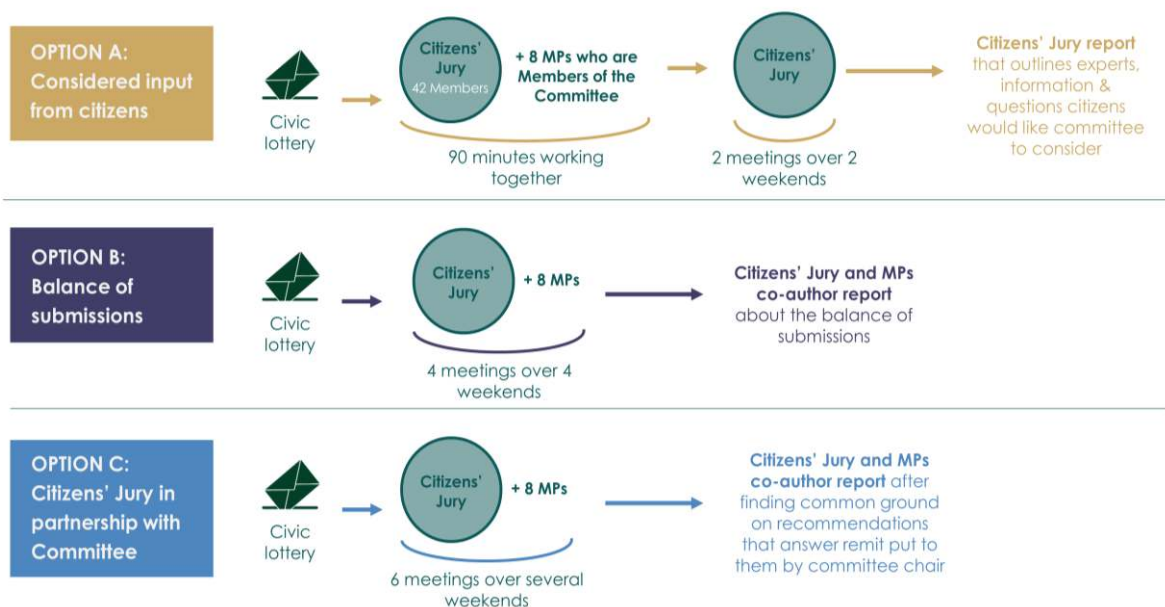 OPTION A:
Considered input
from citizens
Civic
lottery
Citizens'
Jury
42 Members
+ 8 MPs who are
Members of the
Committee
90 minutes working
together
Citizens'
Jury
2 meetings over 2
weekends
Citizens' Jury report
that outlines experts,
information &
questions citizens
would like committee
to consider
OPTION B:
Balance of
submissions
Civic
lottery
Citizens'
Jury
+ 8 MPs
4 meetings over 4
weekends
Citizens' Jury and MPs
co-author report
about the balance of
submissions
OPTION C:
Citizens' Jury in
partnership with
Committee
Civic
lottery
Citizens'
Jury
+ 8 MPs
6 meetings over several
weekends
Citizens' Jury and MPs
co-author report after
finding common ground
on recommendations
that answer remit put to
them by committee chair